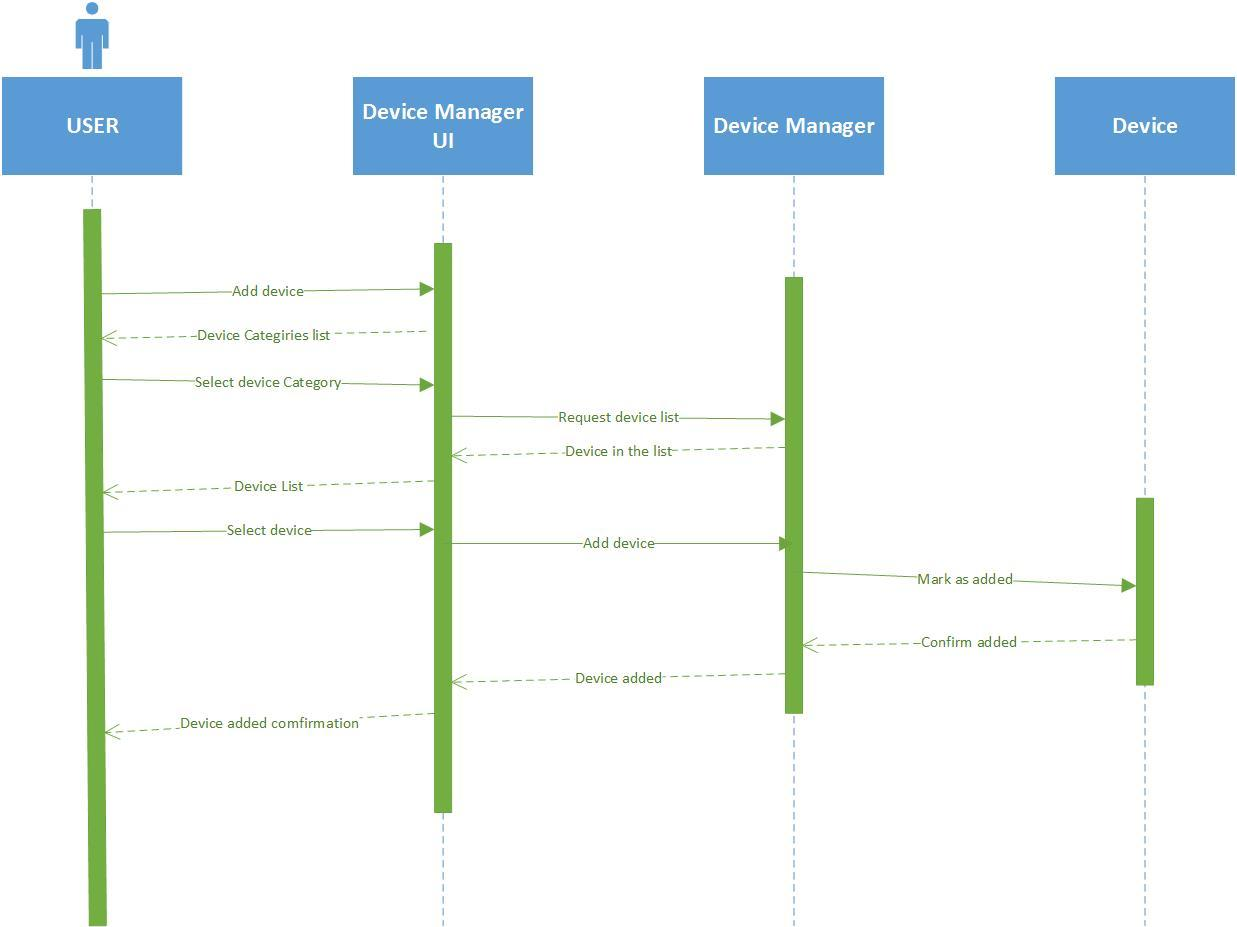 USER
Device Manager
UI
Device Manager
Device
Add device
Device Categiries list
Select device Category
Request device list
Device in the list
Device List
Select device
Add device
Mark as added
Confirm added
Device added
Device added comfirmation